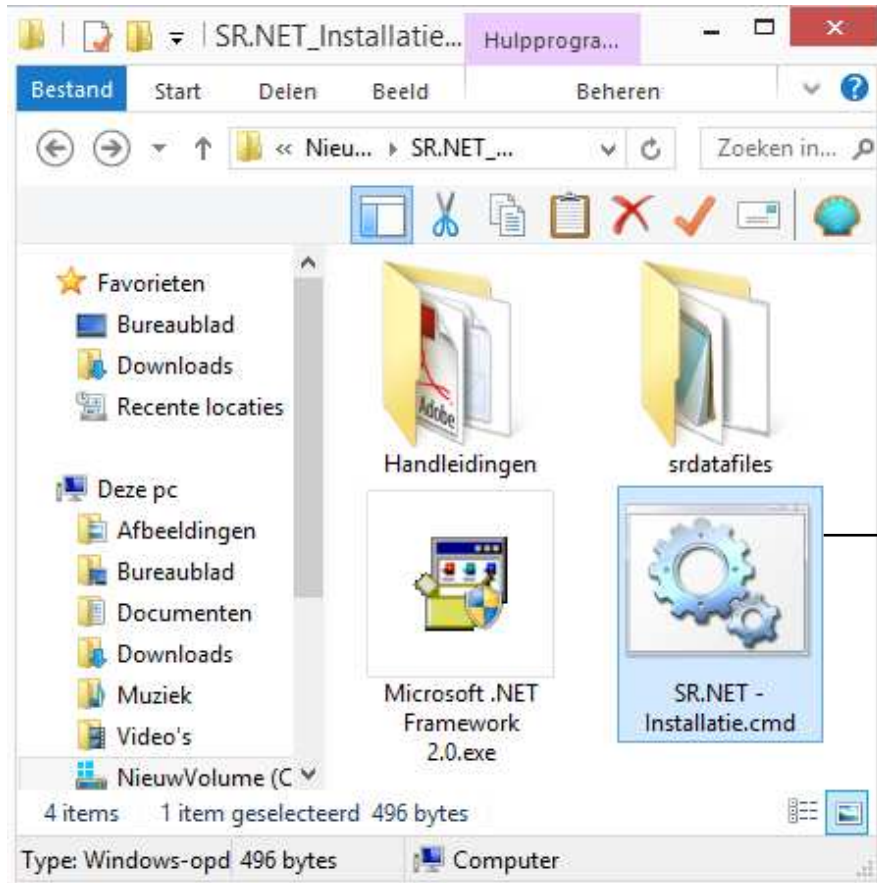 SR.NET_Installatie...
Hulpprogra...
Bestand Start Delen Beeld Beheren
« Nieu... SR.NET_... Zoeken in...
Favorieten
Bureaublad
Downloads
Recente locaties
Deze pc
Afbeeldingen
Bureaublad
Documenten
Downloads
Muziek
Video's
NieuwVolume (C
Adobe
Handleidingen
srdatafiles
Microsoft .NET
Framework
2.0.exe
SR.NET -
Installatie.cmd
4 items 1 item geselecteerd 496 bytes
Type: Windows-opd 496 bytes Computer